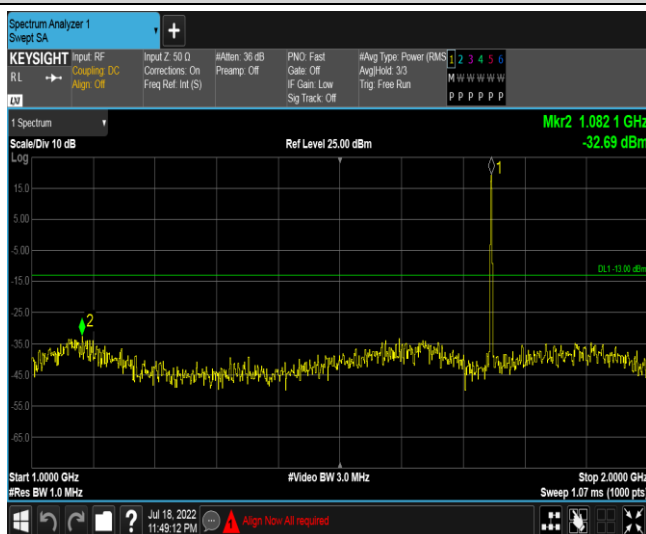 Spectrum Analyzer 1
Swept SA
+
KEYSIGHT
RL
LXI
Input: RF
Coupling: DC
Align: Off
Input Z: 50 Ω
Corrections: On
Freq Ref: Int (S)
#Atten: 36 dB
Preamp: Off
PNO: Fast
Gate: Off
IF Gain: Low
Sig Track: Off
#Avg Type: Power (RMS
Avg|Hold: 3/3
Trig: Free Run
1 2 3 4 5 6
M W W W W W
P P P P P P
1 Spectrum
Mkr2 1.082 1 GHz
Scale/Div 10 dB
Ref Level 25.00 dBm
-32.69 dBm
Log
1
15.0
5.00
-5.00
DL1 -13.00 dBm
-15.0
-25.0
2
-35.0
-45.0
-55.0
-65.0
Start 1.0000 GHz
#Video BW 3.0 MHz
Stop 2.0000 GHz
#Res BW 1.0 MHz
Sweep 1.07 ms (1000 pts)
?
Jul 18, 2022
11:49:12 PM
Align Now All required